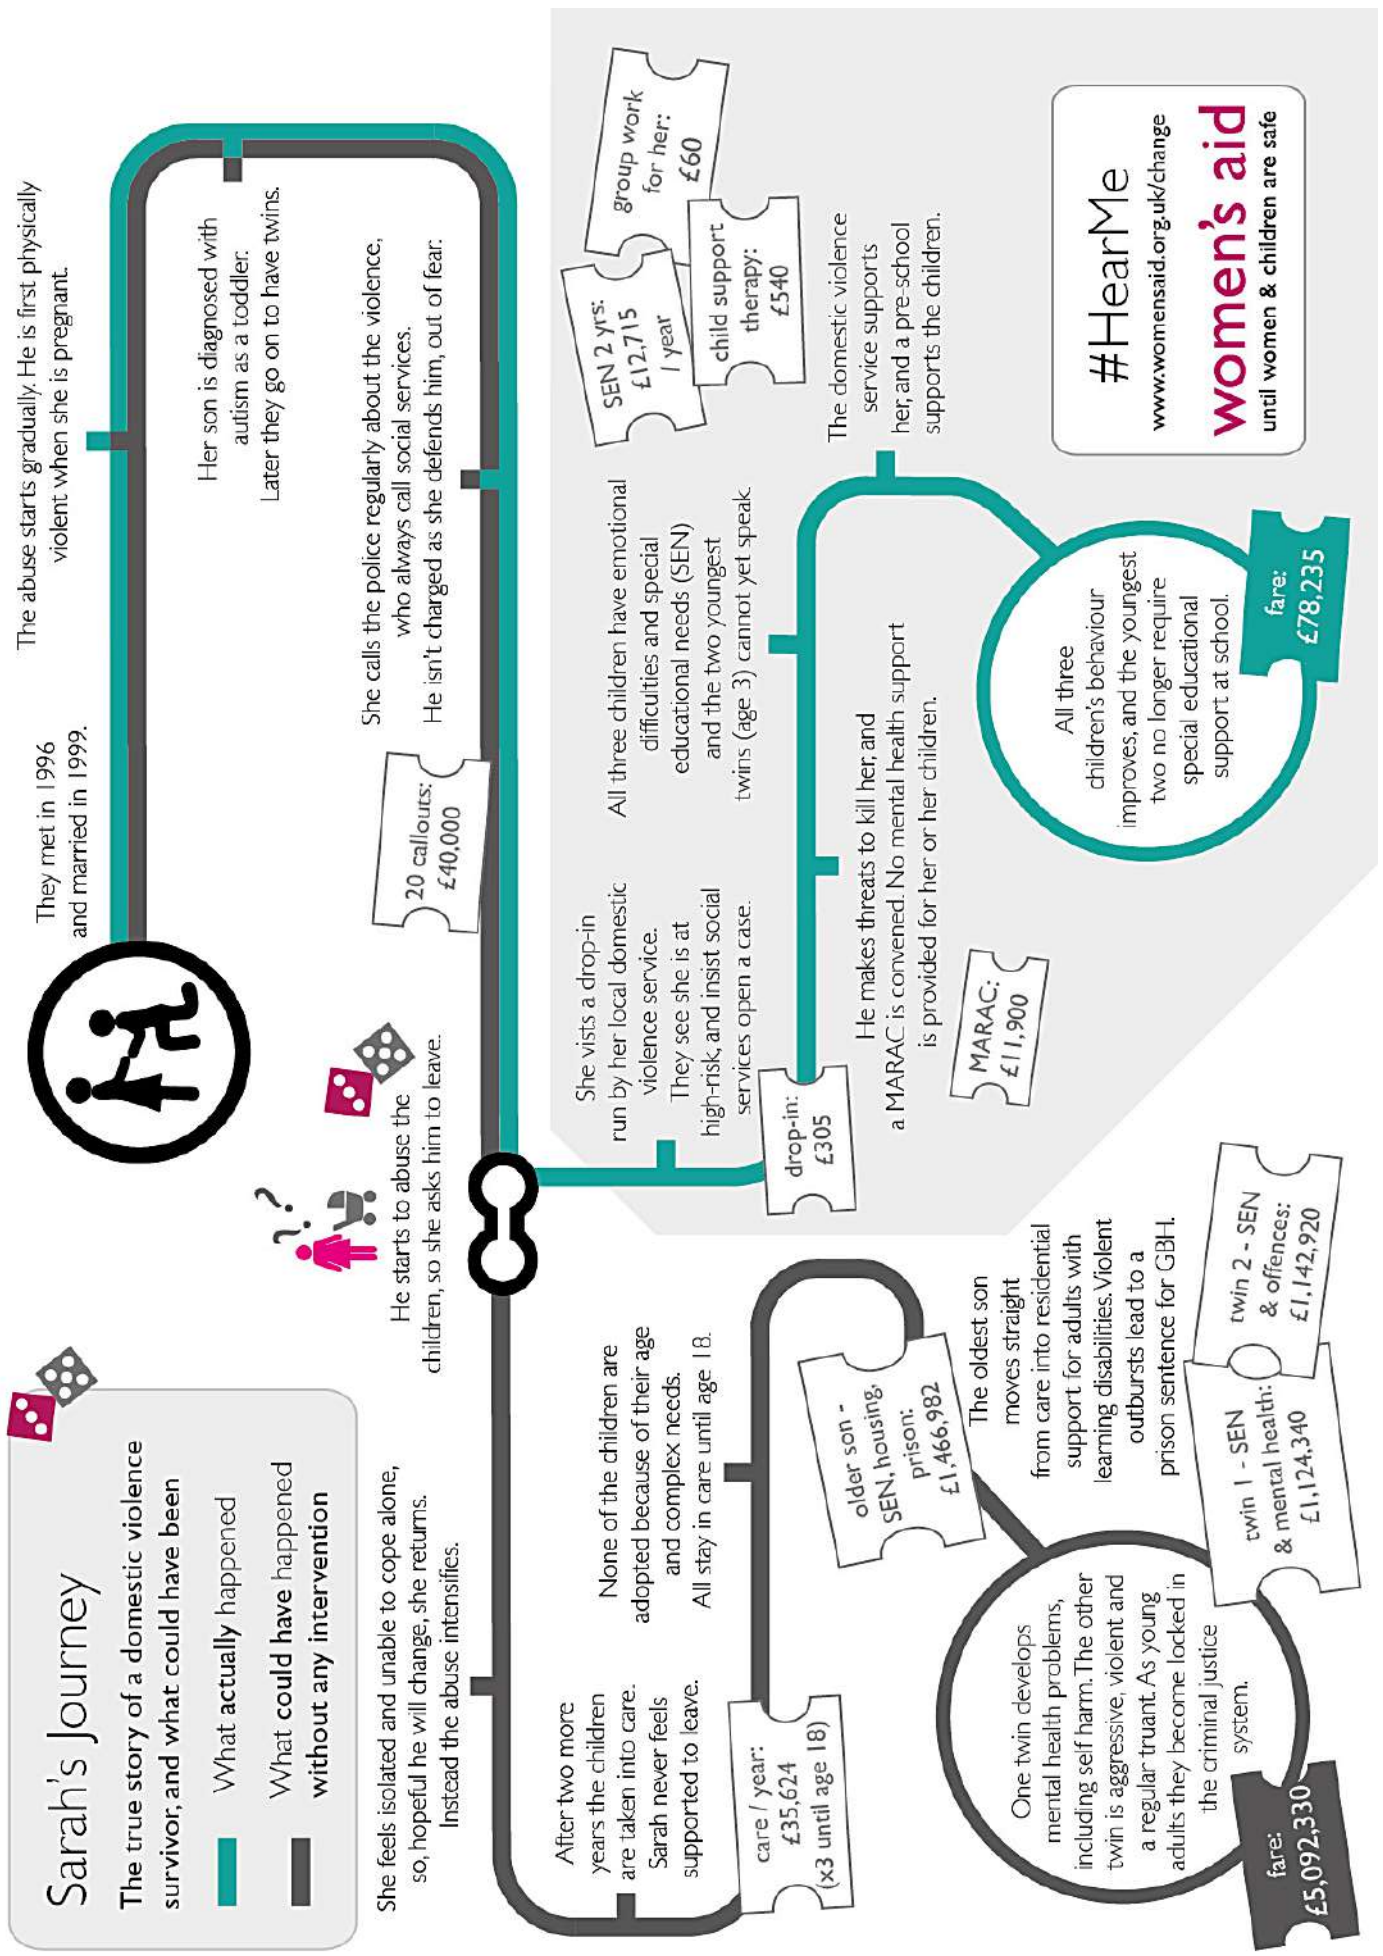 Sarah's Journey
The true story of a domestic violence
survivor, and what could have been
What actually happened
What could have happened
without any intervention
They met in 1996
and married in 1999.
The abuse starts gradually. He is first physically
violent when she is pregnant.
Her son is diagnosed with
autism as a toddler.
Later they go on to have twins.
She calls the police regularly about the violence,
who always call social services.
He isn't charged as she defends him, out of fear.
20 callouts:
£40,000
? ?
He starts to abuse the
children, so she asks him to leave.
She feels isolated and unable to cope alone,
so, hopeful he will change, she returns.
Instead the abuse intensifies.
After two more
years the children
are taken into care.
Sarah never feels
supported to leave.
care / year:
£35,624
(x3 until age 18)
None of the children are
adopted because of their age
and complex needs.
All stay in care until age 18.
older son -
SEN, housing,
prison:
£1,466,982
The oldest son
moves straight
from care into residential
support for adults with
learning disabilities. Violent
outbursts lead to a
prison sentence for GBH.
One twin develops
mental health problems,
including self harm. The other
twin is aggressive, violent and
a regular truant. As young
adults they become locked in
the criminal justice
system.
twin 1 - SEN
& mental health:
£1,124,340
twin 2 - SEN
& offences:
£1,142,920
fare:
£5,092,330
She vists a drop-in
run by her local domestic
violence service.
They see she is at
high-risk, and insist social
services open a case.
drop-in:
£305
He makes threats to kill her, and
a MARAC is convened. No mental health support
is provided for her or her children.
MARAC:
£11,900
All three children have emotional
difficulties and special
educational needs (SEN)
and the two youngest
twins (age 3) cannot yet speak.
SEN 2 yrs:
£12,715
/ year
group work
for her:
£60
child support
therapy:
£540
The domestic violence
service supports
her, and a pre-school
supports the children.
All three
children's behaviour
improves, and the youngest
two no longer require
special educational
support at school.
fare:
£78,235
#HearMe
www.womensaid.org.uk/change
women's aid
until women & children are safe